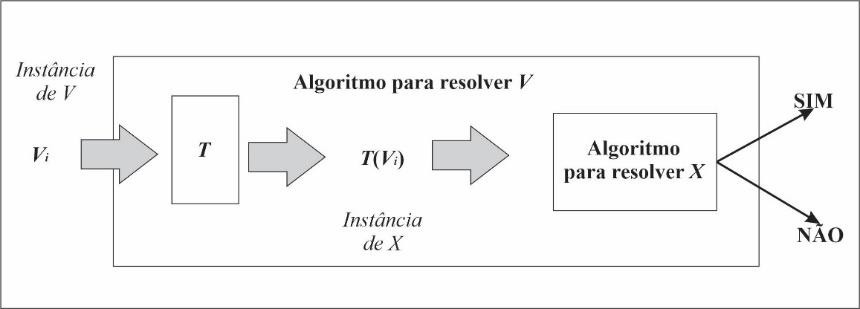 Instância
de V
Algoritmo para resolver V
SIM
Vi
T
T(Vi)
Algoritmo
para resolver X
Instância
de X
NÃO